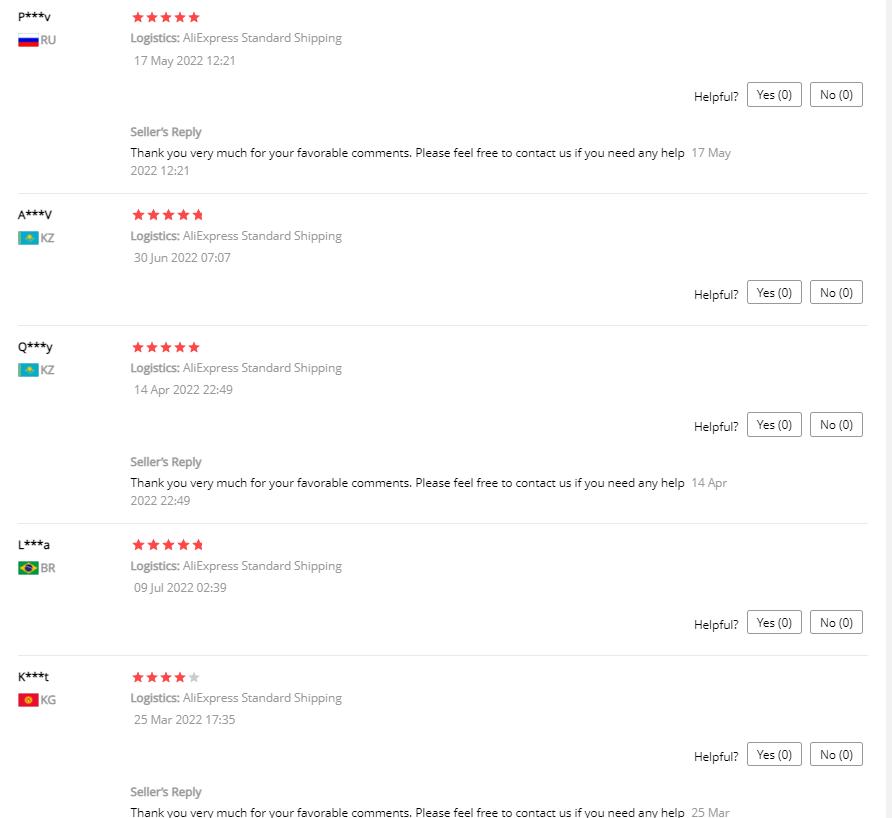 P***v
RU
Logistics: AliExpress Standard Shipping
17 May 2022 12:21
Helpful? Yes (0) No (0)
Seller's Reply
Thank you very much for your favorable comments. Please feel free to contact us if you need any help 17 May
2022 12:21
A***V
KZ
Logistics: AliExpress Standard Shipping
30 Jun 2022 07:07
Helpful? Yes (0) No (0)
Q***y
KZ
Logistics: AliExpress Standard Shipping
14 Apr 2022 22:49
Helpful? Yes (0) No (0)
Seller's Reply
Thank you very much for your favorable comments. Please feel free to contact us if you need any help 14 Apr
2022 22:49
L***a
BR
Logistics: AliExpress Standard Shipping
09 Jul 2022 02:39
Helpful? Yes (0) No (0)
K***t
KG
Logistics: AliExpress Standard Shipping
25 Mar 2022 17:35
Helpful? Yes (0) No (0)
Seller's Reply
Thank you very much for your favorable comments. Please feel free to contact us if you need any help 25 Mar